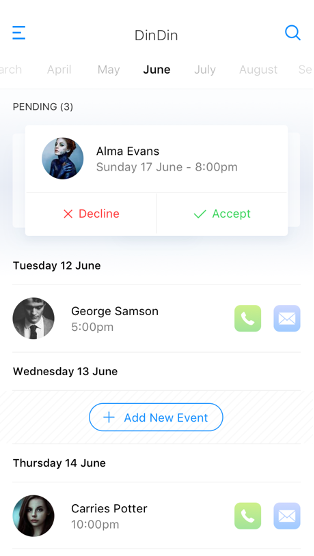 DinDin
arch April May June July August Se
PENDING (3)
Alma Evans
Sunday 17 June - 8:00pm
Decline Accept
Tuesday 12 June
George Samson
5:00pm
Wednesday 13 June
Add New Event
Thursday 14 June
Carries Potter
10:00pm